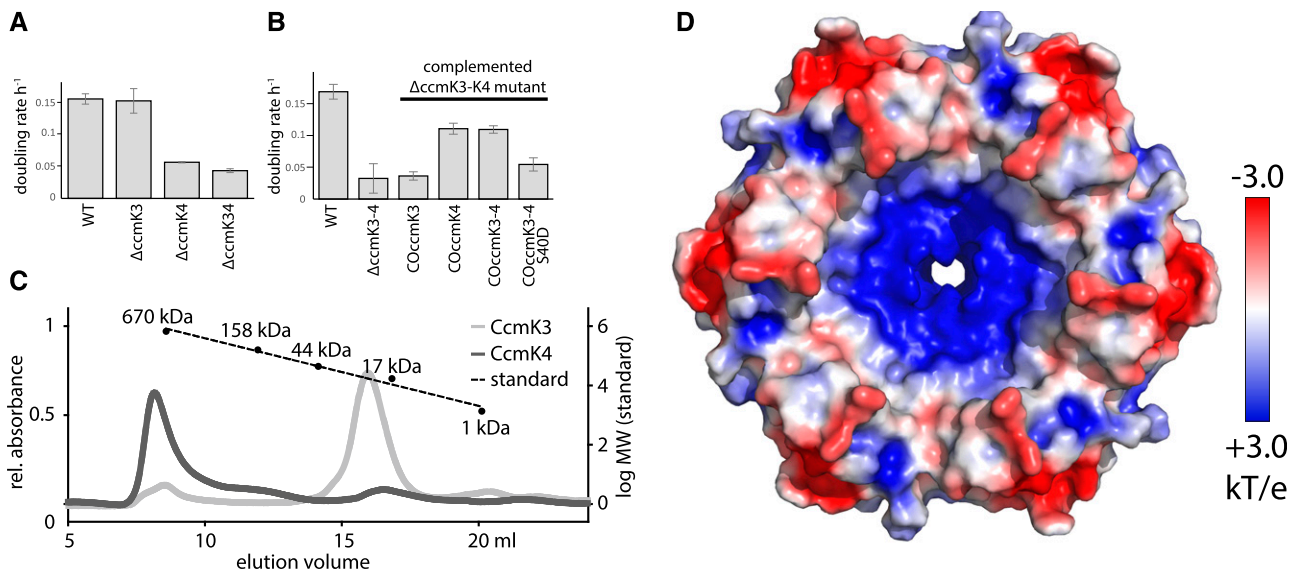 A
doubling rate h-1
0.15
0.1
0.05
0
WT
ΔccmK3
ΔccmK4
ΔccmK34
B
complemented
ΔccmK3-K4 mutant
doubling rate h-1
0.15
0.1
0.05
0
WT
ΔccmK3-4
COccmK3
COccmK4
COccmK3-4
COccmK3-4
S40D
C
670 kDa
158 kDa
44 kDa
17 kDa
1 kDa
CcmK3
CcmK4
standard
rel. absorbance
1
0.5
0
log MW (standard)
6
4
2
0
5
10
15
20 ml
elution volume
D
-3.0
+3.0
kT/e